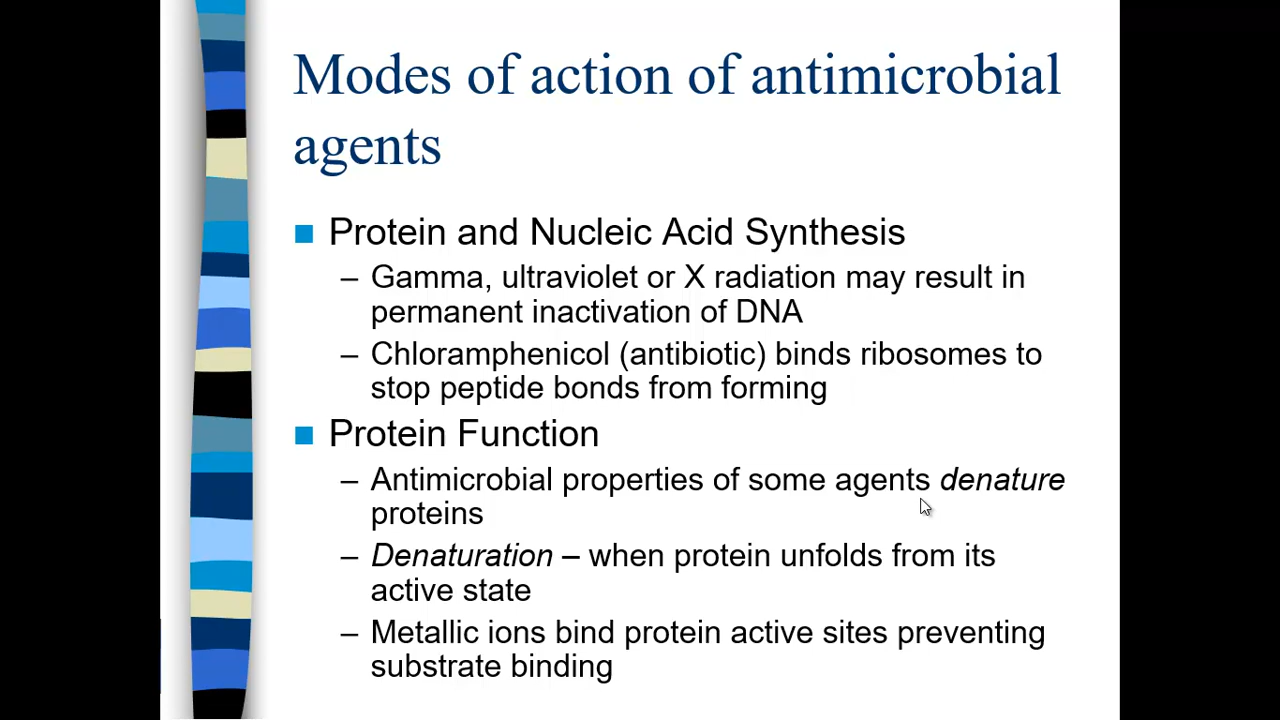 Modes of action of antimicrobial
agents
Protein and Nucleic Acid Synthesis
– Gamma, ultraviolet or X radiation may result in
permanent inactivation of DNA
– Chloramphenicol (antibiotic) binds ribosomes to
stop peptide bonds from forming
Protein Function
– Antimicrobial properties of some agents denature
proteins
– Denaturation – when protein unfolds from its
active state
– Metallic ions bind protein active sites preventing
substrate binding